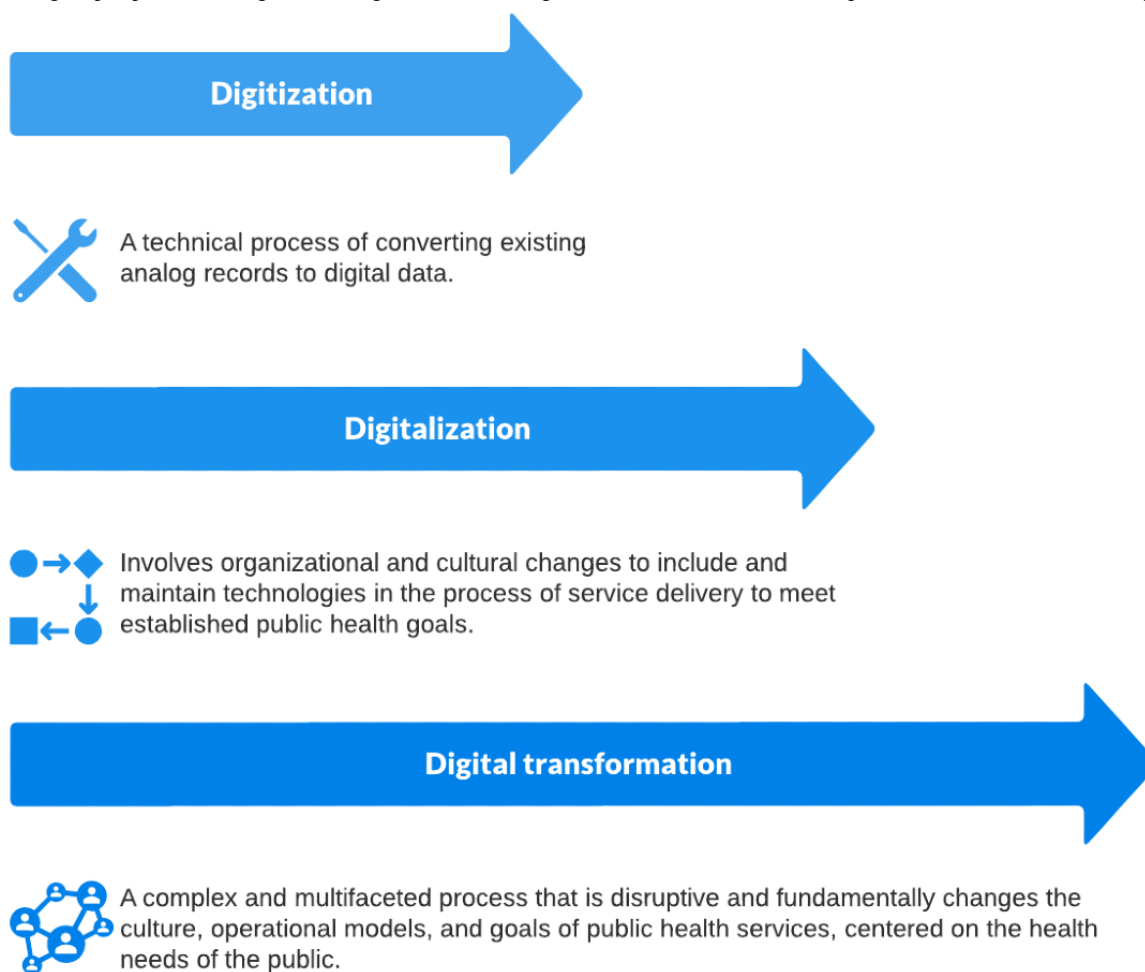 Digitization
A technical process of converting existing
analog records to digital data.
Digitalization
Involves organizational and cultural changes to include and
maintain technologies in the process of service delivery to meet
established public health goals.
Digital transformation
A complex and multifaceted process that is disruptive and fundamentally changes the
culture, operational models, and goals of public health services, centered on the health
needs of the public.